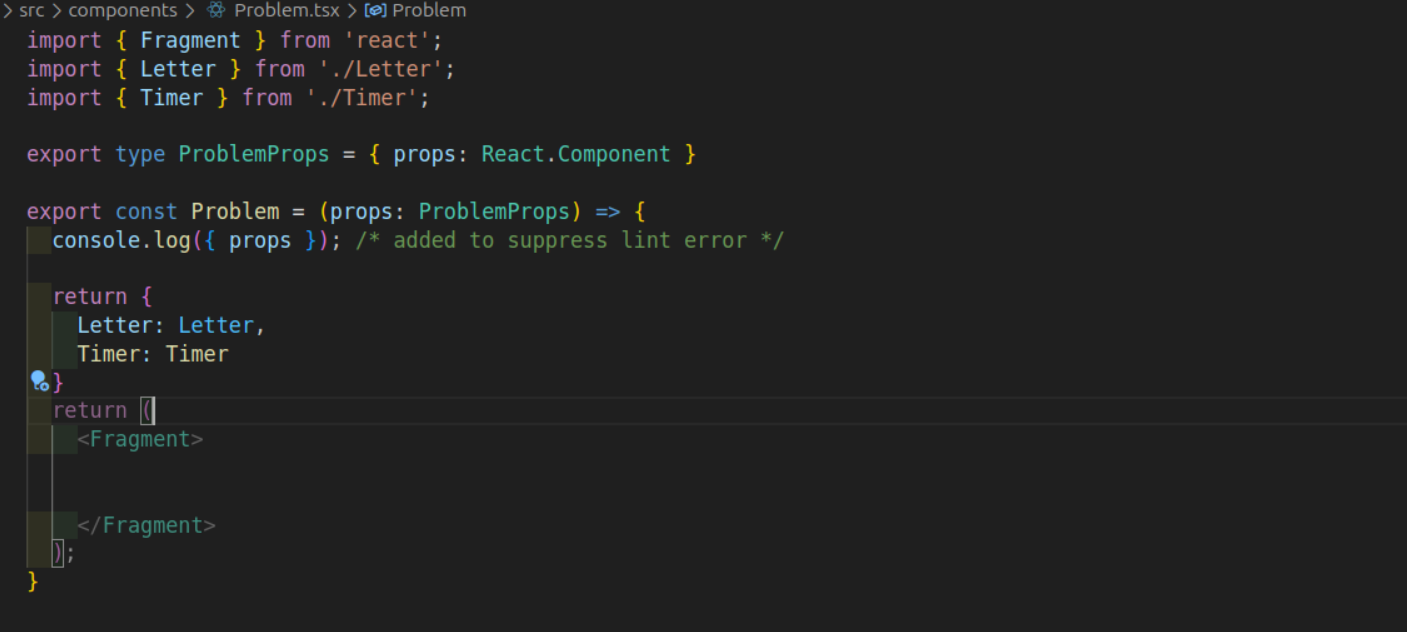 > src > components > Problem.tsx > Problem
import { Fragment } from 'react';
import { Letter } from './Letter';
import { Timer } from './Timer';
export type ProblemProps = { props: React.Component }
export const Problem = (props: ProblemProps) => {
console.log({ props }); /* added to suppress lint error */
return {
Letter: Letter,
Timer: Timer
}
return (
<Fragment>
</Fragment>
);
}